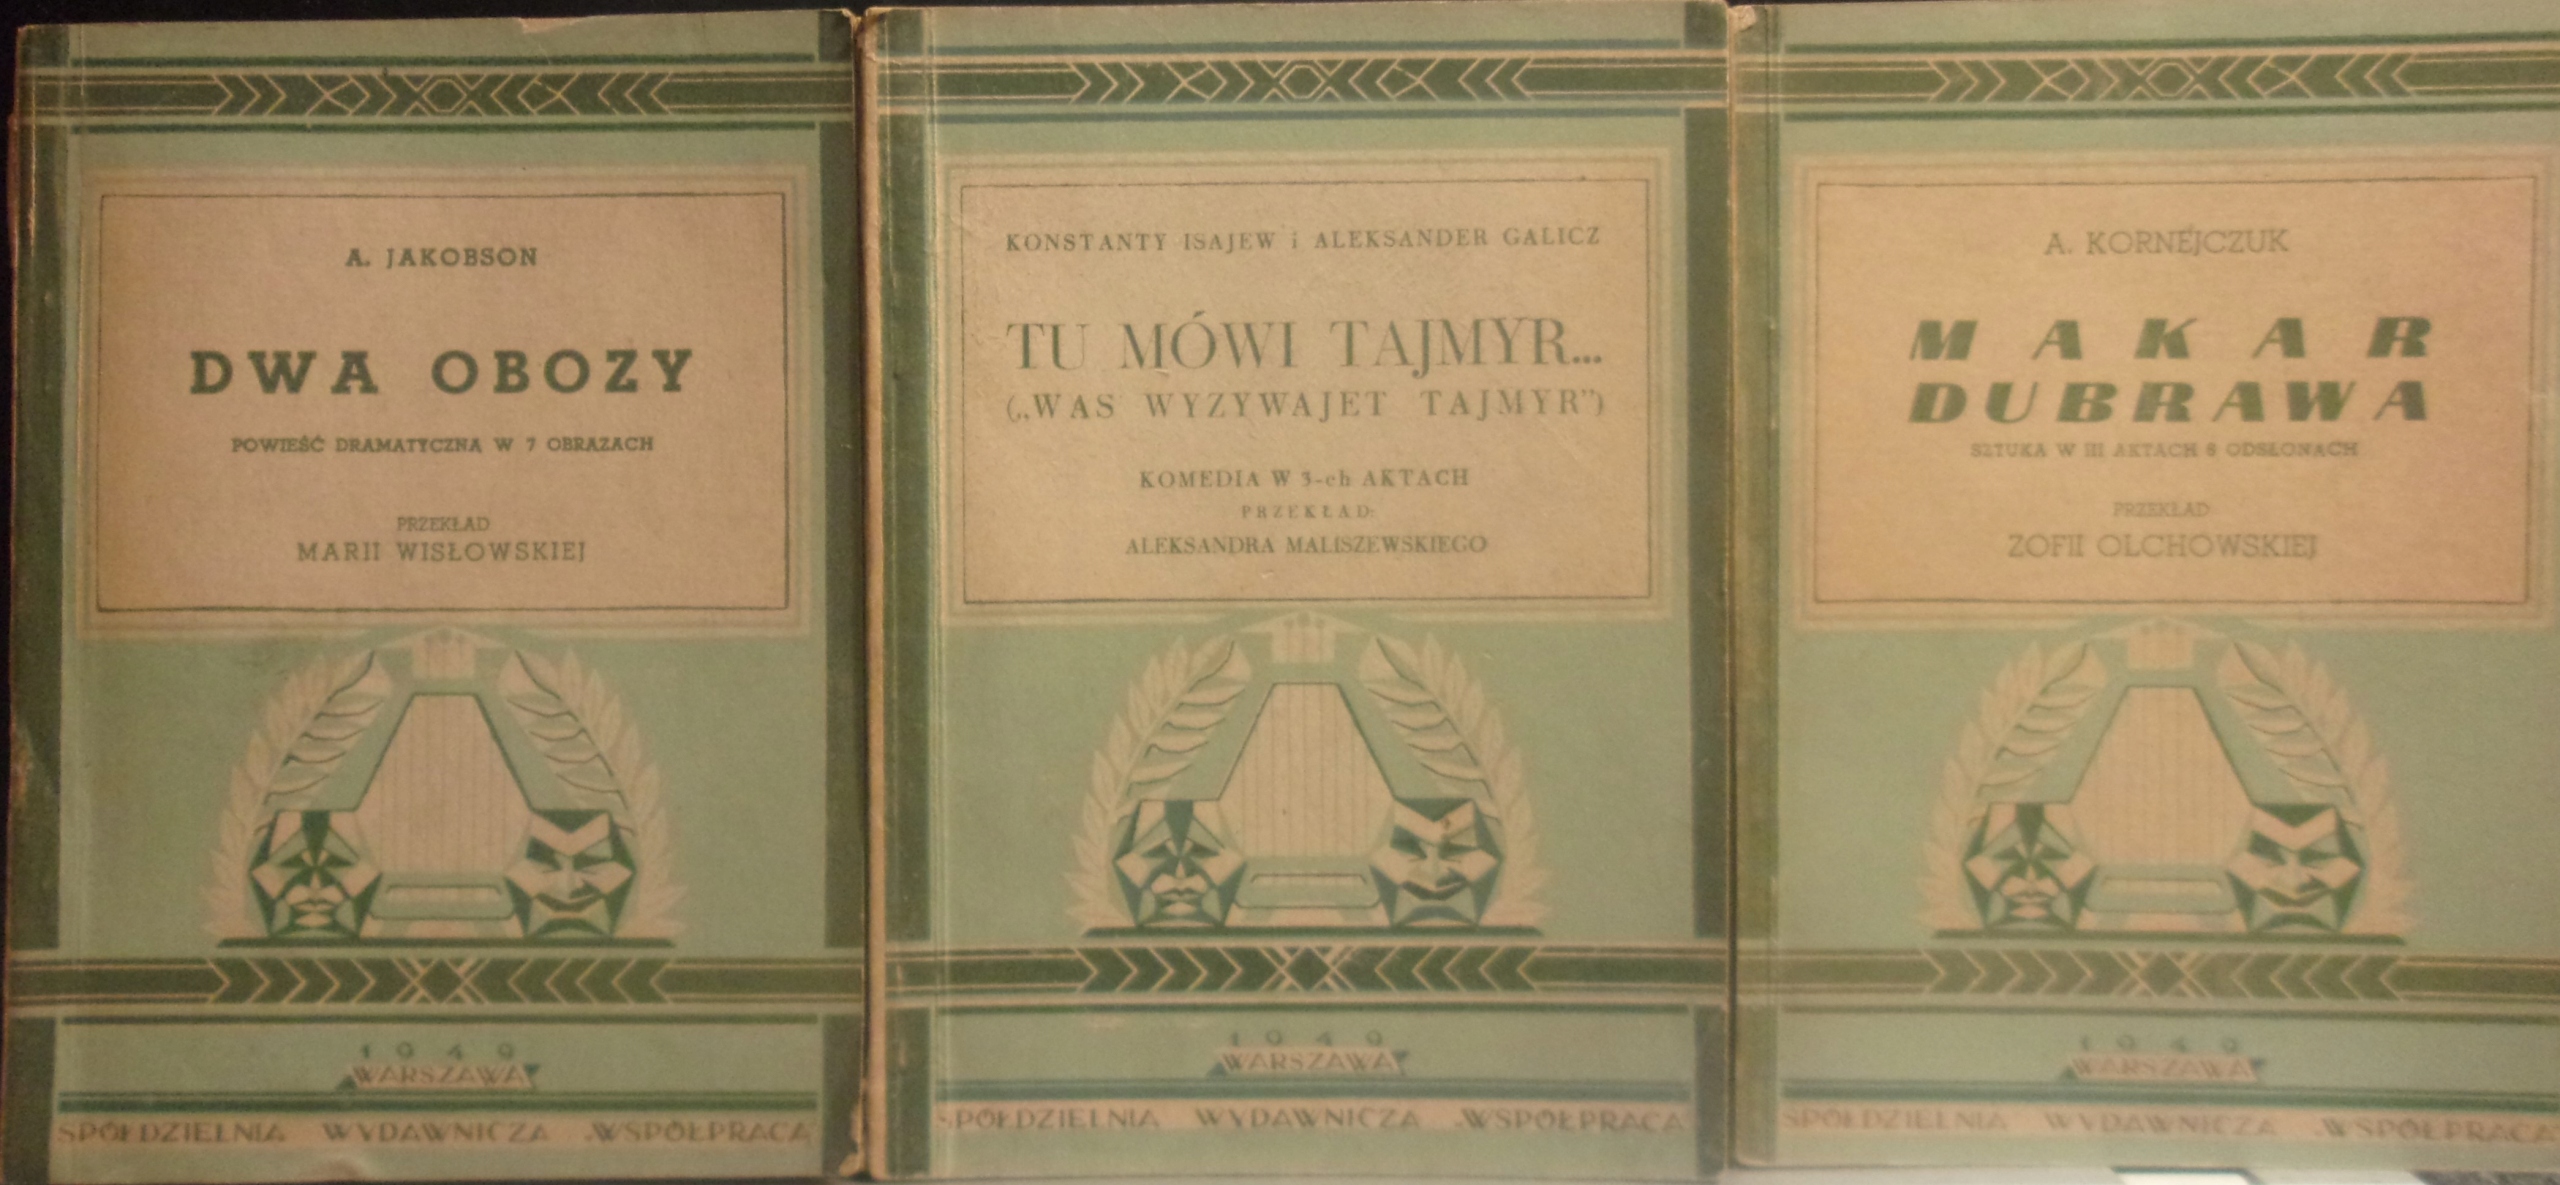 A. JAKOBSON
DWA OBOZY
POWIEŚĆ DRAMATYCZNA W 7 OBRAZACH
PRZEKŁAD
MARII WISŁOWSKIEJ
1949
WARSZAWA
SPÓŁDZIELNIA WYDAWNICZA „WSPÓŁPRACA
KONSTANTY ISAJEW i ALEKSANDER GALICZ
TU MÓWI TAJMYR...
(„WAS WYZYWAJET TAJMYR”)
KOMEDIA W 3-ch AKTACH
PRZEKŁAD:
ALEKSANDRA MALISZEWSKIEGO
1949
WARSZAWA
SPÓŁDZIELNIA WYDAWNICZA „WSPÓŁPRACA
A. KORNEJCZUK
MAKAR
DUBRAWA
SZTUKA W III AKTACH 6 ODSŁONACH
PRZEKŁAD
ZOFII OLCHOWSKIEJ
1949
WARSZAWA
SPÓŁDZIELNIA WYDAWNICZA „WSPÓŁPRACA